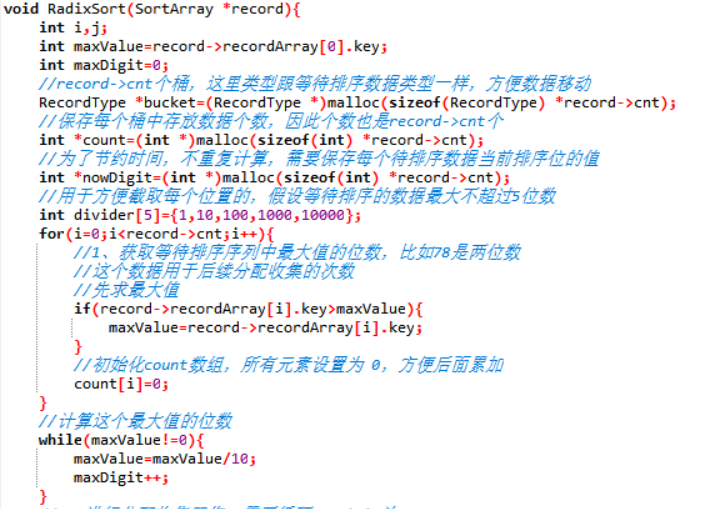 void RadixSort(SortArray *record){
int i,j;
int maxValue=record->recordArray[0].key;
int maxDigit=0;
//record->cnt个桶，这里类型跟等待排序数据类型一样，方便数据移动
RecordType *bucket=(RecordType *)malloc(sizeof(RecordType) *record->cnt);
//保存每个桶中存放数据个数，因此个数也是record->cnt个
int *count=(int *)malloc(sizeof(int) *record->cnt);
//为了节约时间，不重复计算，需要保存每个待排序数据当前排序位的值
int *nowDigit=(int *)malloc(sizeof(int) *record->cnt);
//用于方便截取每个位置的，假设等待排序的数据最大不超过5位数
int divider[5]={1,10,100,1000,10000};
for(i=0;i<record->cnt;i++){
//1、获取等待排序序列中最大值的位数，比如78是两位数
//这个数据用于后续分配收集的次数
//先求最大值
if(record->recordArray[i].key>maxValue){
maxValue=record->recordArray[i].key;
}
//初始化count数组，所有元素设置为 0，方便后面累加
count[i]=0;
}
//计算这个最大值的位数
while(maxValue!=0){
maxValue=maxValue/10;
maxDigit++;
}